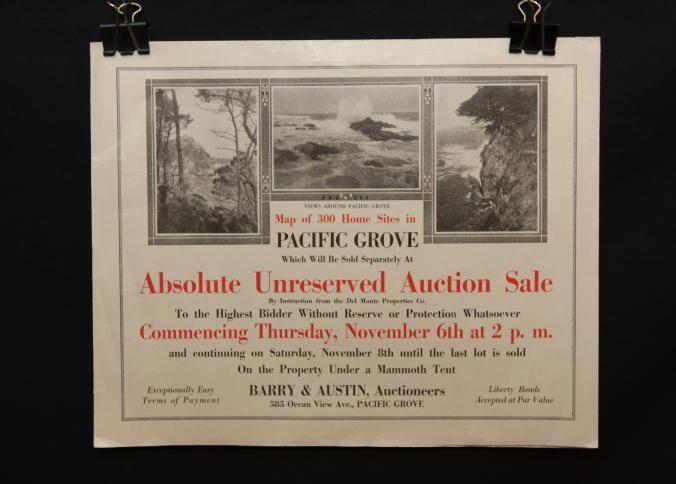 VIEWS AROUND PACIFIC GROVE
Map of 300 Home Sites in
PACIFIC GROVE
Which Will Be Sold Separately At
Absolute Unreserved Auction Sale
By Instruction from the Del Monte Properties Co.
To the Highest Bidder Without Reserve or Protection Whatsoever
Commencing Thursday, November 6th at 2 p. m.
and continuing on Saturday, November 8th until the last lot is sold
On the Property Under a Mammoth Tent
Exceptionally Easy
Terms of Payment
BARRY & AUSTIN, Auctioneers
585 Ocean View Ave., PACIFIC GROVE
Liberty Bonds
Accepted at Par Value